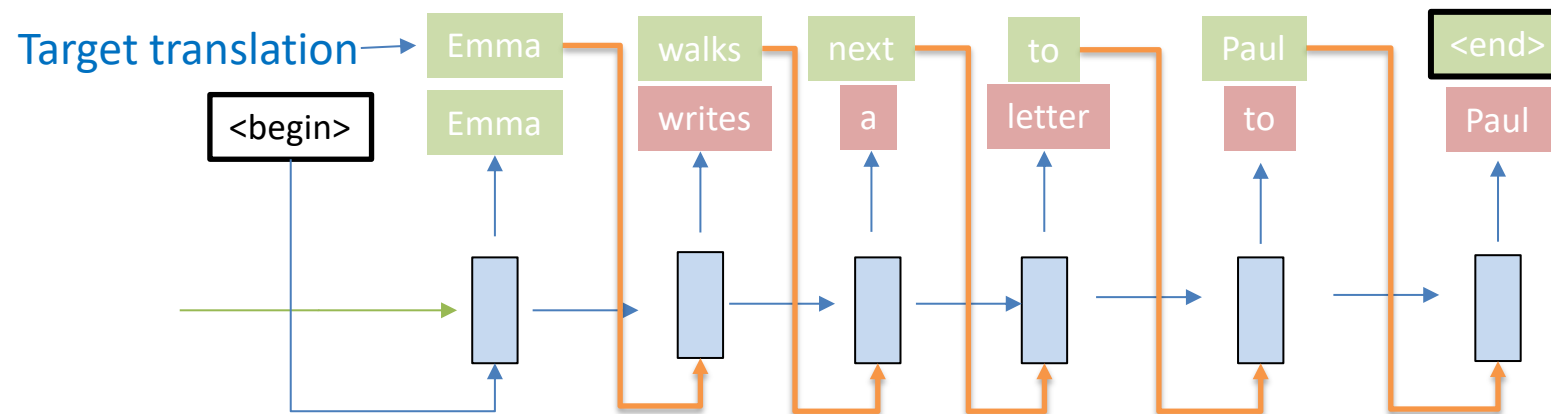 Target translation Emma walks next to Paul <end>
<begin> Emma writes a letter to Paul